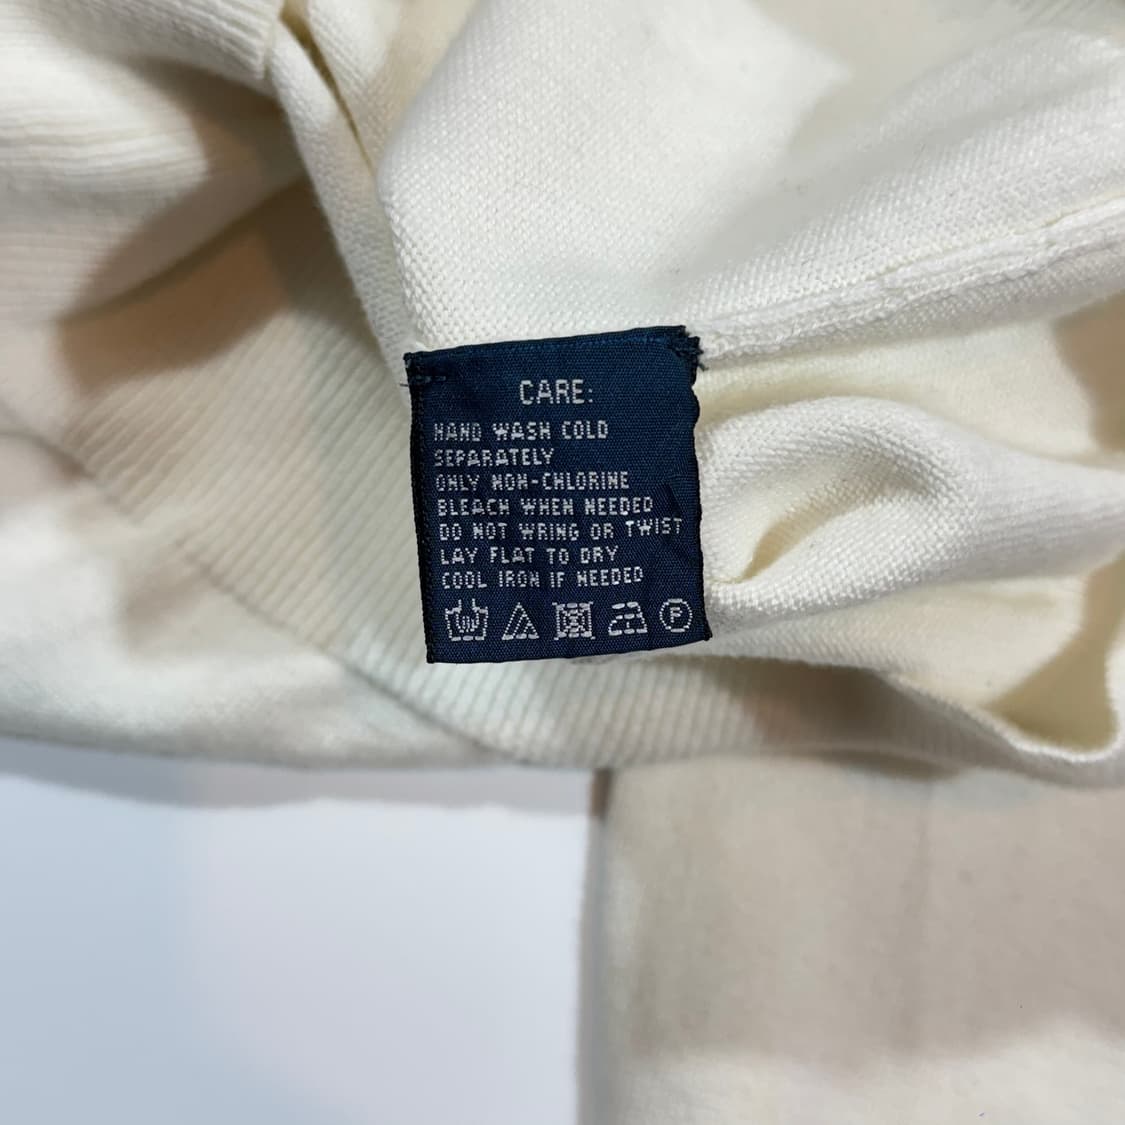 CARE:
HAND WASH COLD
SEPARATELY
ONLY NON-CHLORINE
BLEACH WHEN NEEDED
DO NOT WRING OR TWIST
LAY FLAT TO DRY
COOL IRON IF NEEDED
P